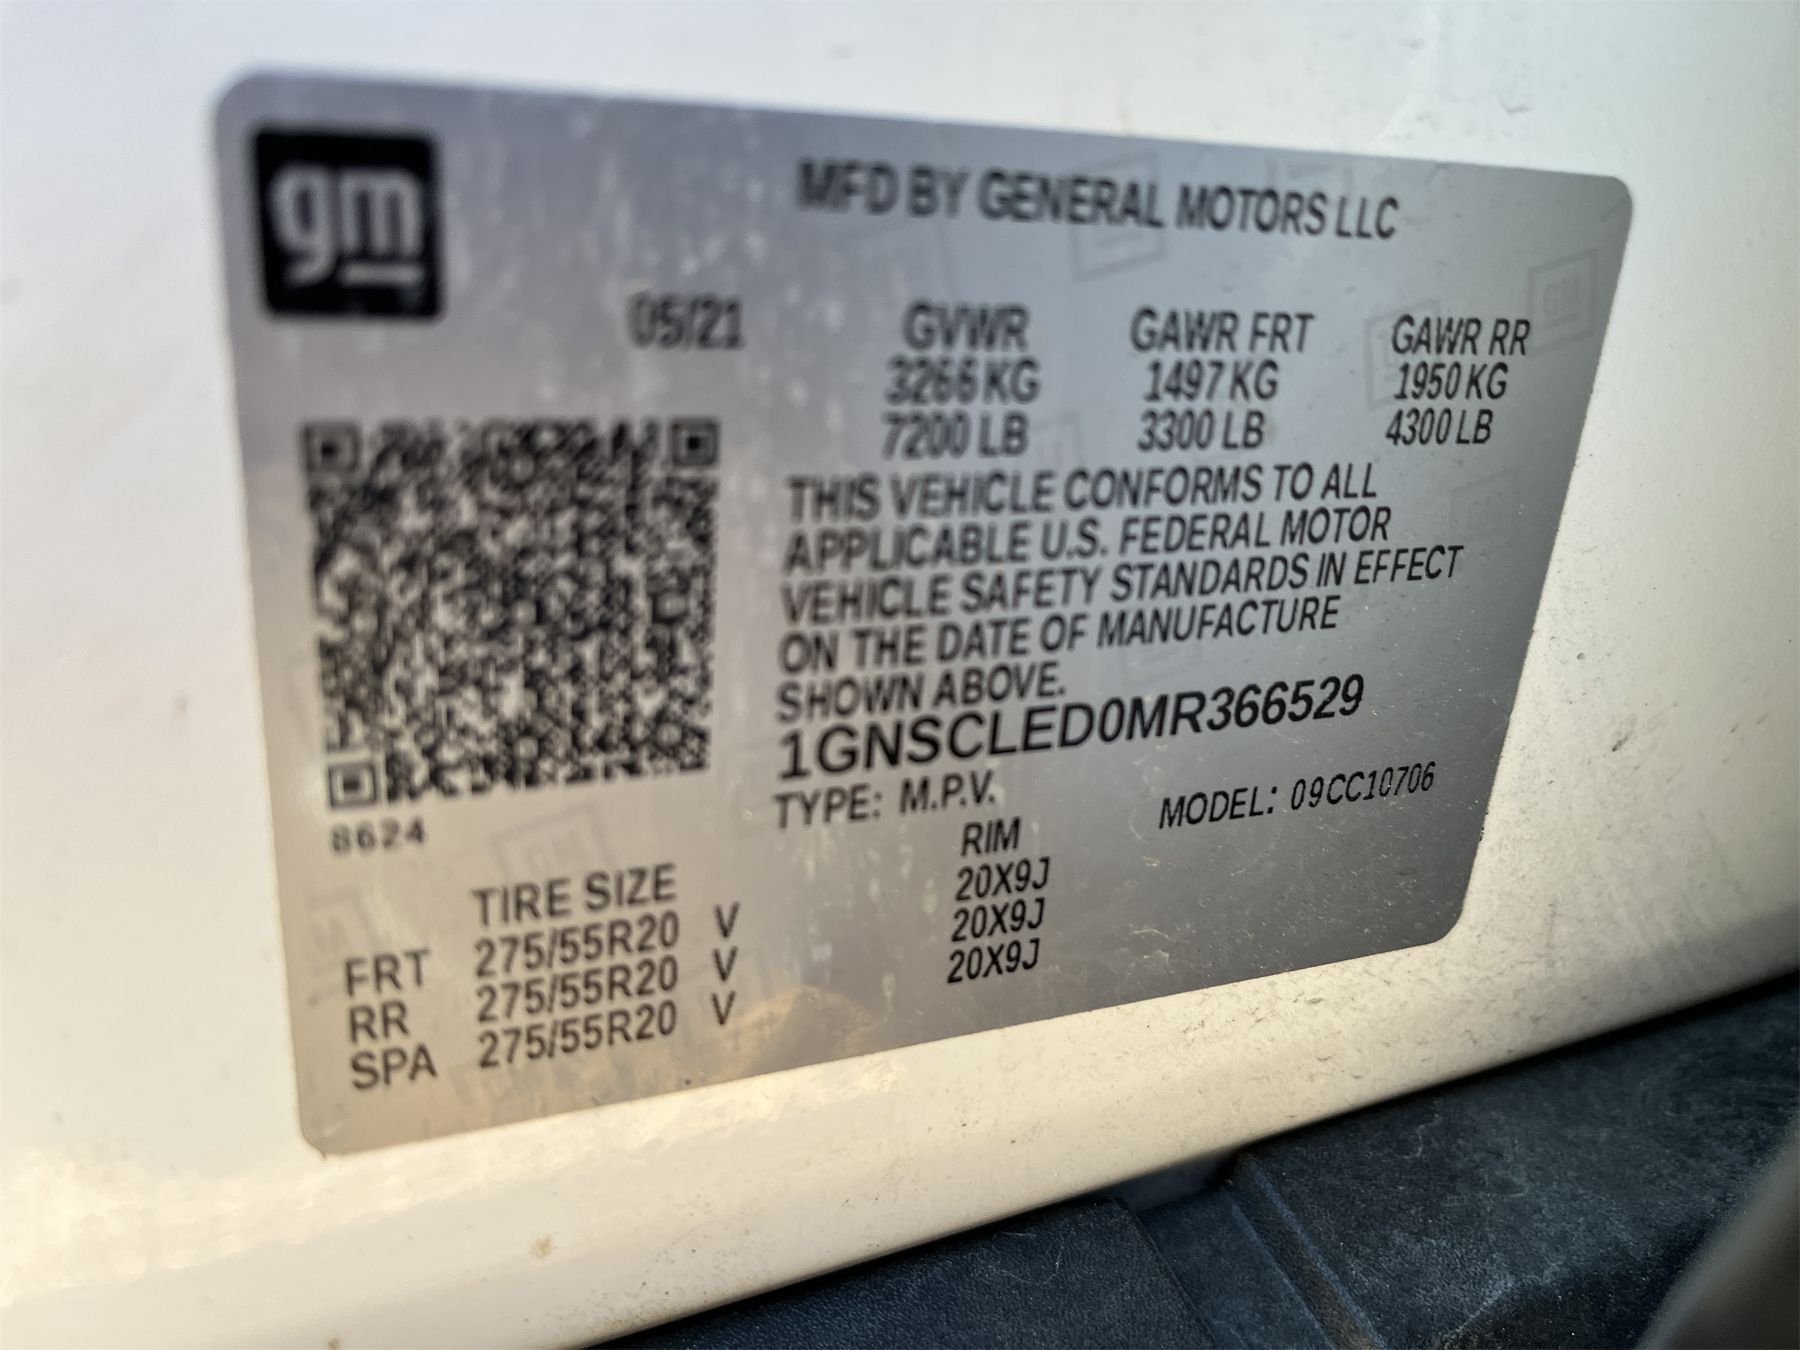 gm
MFD BY GENERAL MOTORS LLC
05/21
GVWR GAWR FRT GAWR RR
3266 KG 1497 KG 1950 KG
7200 LB 3300 LB 4300 LB
THIS VEHICLE CONFORMS TO ALL
APPLICABLE U.S. FEDERAL MOTOR
VEHICLE SAFETY STANDARDS IN EFFECT
ON THE DATE OF MANUFACTURE
SHOWN ABOVE.
1GNSCLED0MR366529
TYPE: M.P.V. MODEL: 09CC10706
8624
TIRE SIZE RIM
FRT 275/55R20 V 20X9J
RR 275/55R20 V 20X9J
SPA 275/55R20 V 20X9J